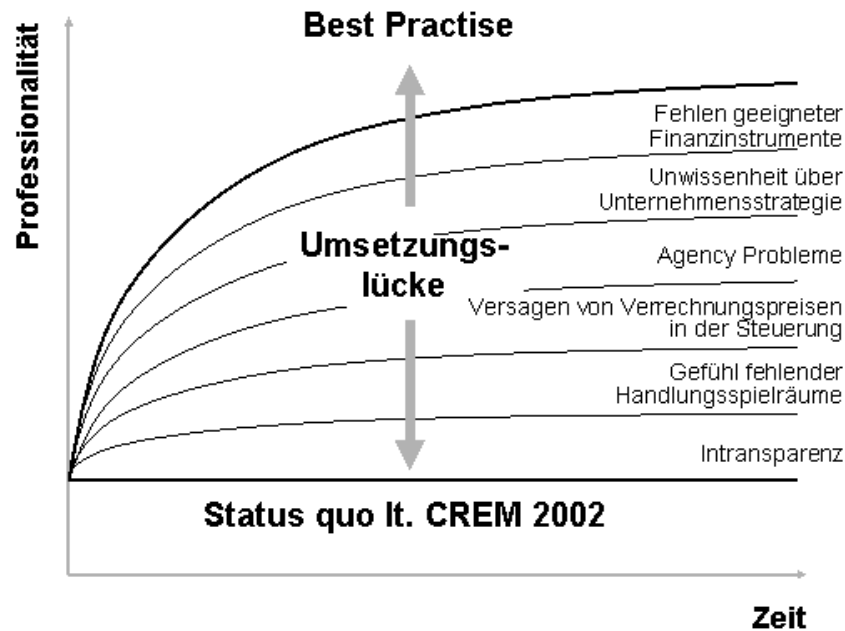 Best Practise
Professionalität
Fehlen geeigneter
Finanzinstrumente
Unwissenheit über
Unternehmensstrategie
Umsetzungs-
lücke
Agency Probleme
Versagen von Verrechnungspreisen
in der Steuerung
Gefühl fehlender
Handlungsspielräume
Intransparenz
Status quo lt. CREM 2002
Zeit